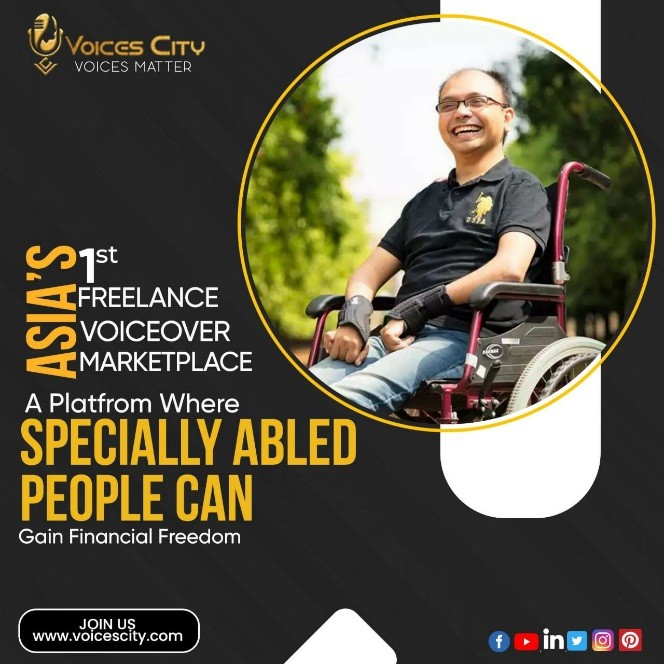 Voices City
VOICES MATTER
ASIA'S
1st
FREELANCE
VOICEOVER
MARKETPLACE
A Platfrom Where
SPECIALLY ABLED
PEOPLE CAN
Gain Financial Freedom
USPA
JOIN US
www.voicescity.com